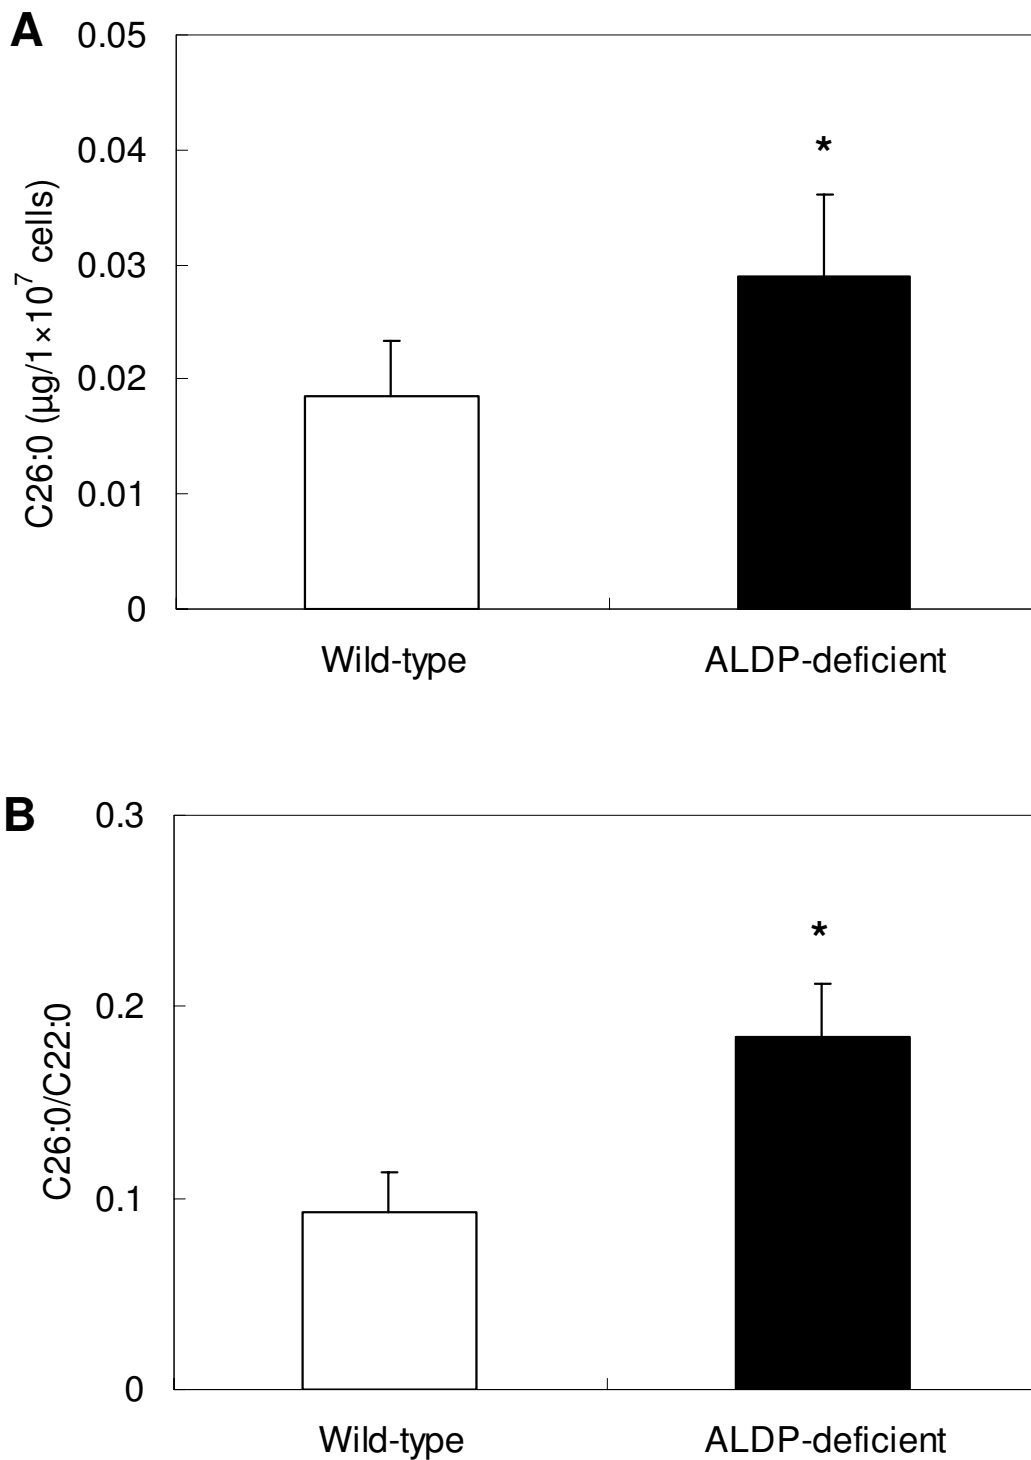 A
0.05
*
0.04
0.03
0.02
0.01
0
C26:0 (µg/1×10⁷ cells)
Wild-type ALDP-deficient
B
0.3
*
0.2
0.1
0
C26:0/C22:0
Wild-type ALDP-deficient